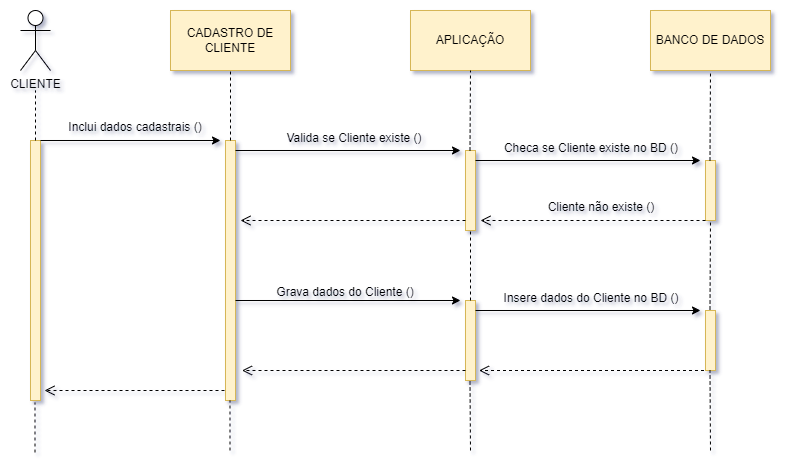 CADASTRO DE
CLIENTE
APLICAÇÃO
BANCO DE DADOS
CLIENTE
Inclui dados cadastrais ()
Valida se Cliente existe ()
Checa se Cliente existe no BD ()
Cliente não existe ()
Grava dados do Cliente ()
Insere dados do Cliente no BD ()